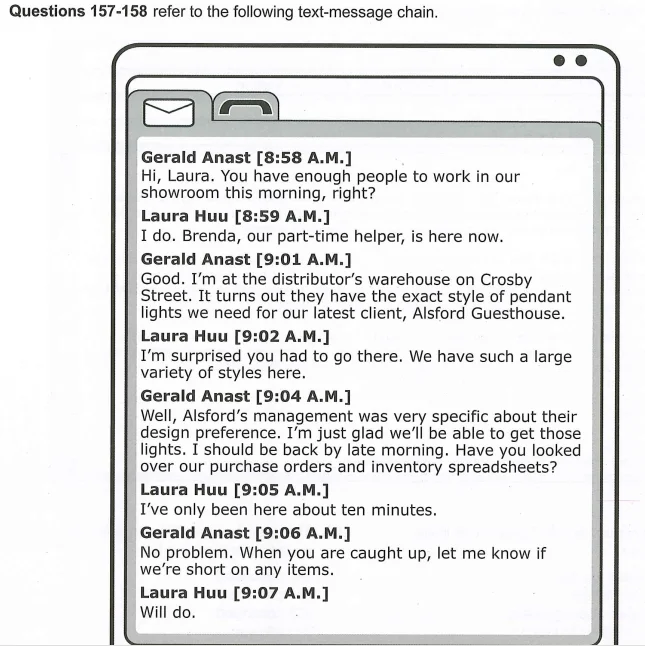 Questions 157-158 refer to the following text-message chain.
Gerald Anast [8:58 A.M.]
Hi, Laura. You have enough people to work in our
showroom this morning, right?
Laura Huu [8:59 A.M.]
I do. Brenda, our part-time helper, is here now.
Gerald Anast [9:01 A.M.]
Good. I'm at the distributor's warehouse on Crosby
Street. It turns out they have the exact style of pendant
lights we need for our latest client, Alsford Guesthouse.
Laura Huu [9:02 A.M.]
I'm surprised you had to go there. We have such a large
variety of styles here.
Gerald Anast [9:04 A.M.]
Well, Alsford's management was very specific about their
design preference. I'm just glad we'll be able to get those
lights. I should be back by late morning. Have you looked
over our purchase orders and inventory spreadsheets?
Laura Huu [9:05 A.M.]
I've only been here about ten minutes.
Gerald Anast [9:06 A.M.]
No problem. When you are caught up, let me know if
we're short on any items.
Laura Huu [9:07 A.M.]
Will do.